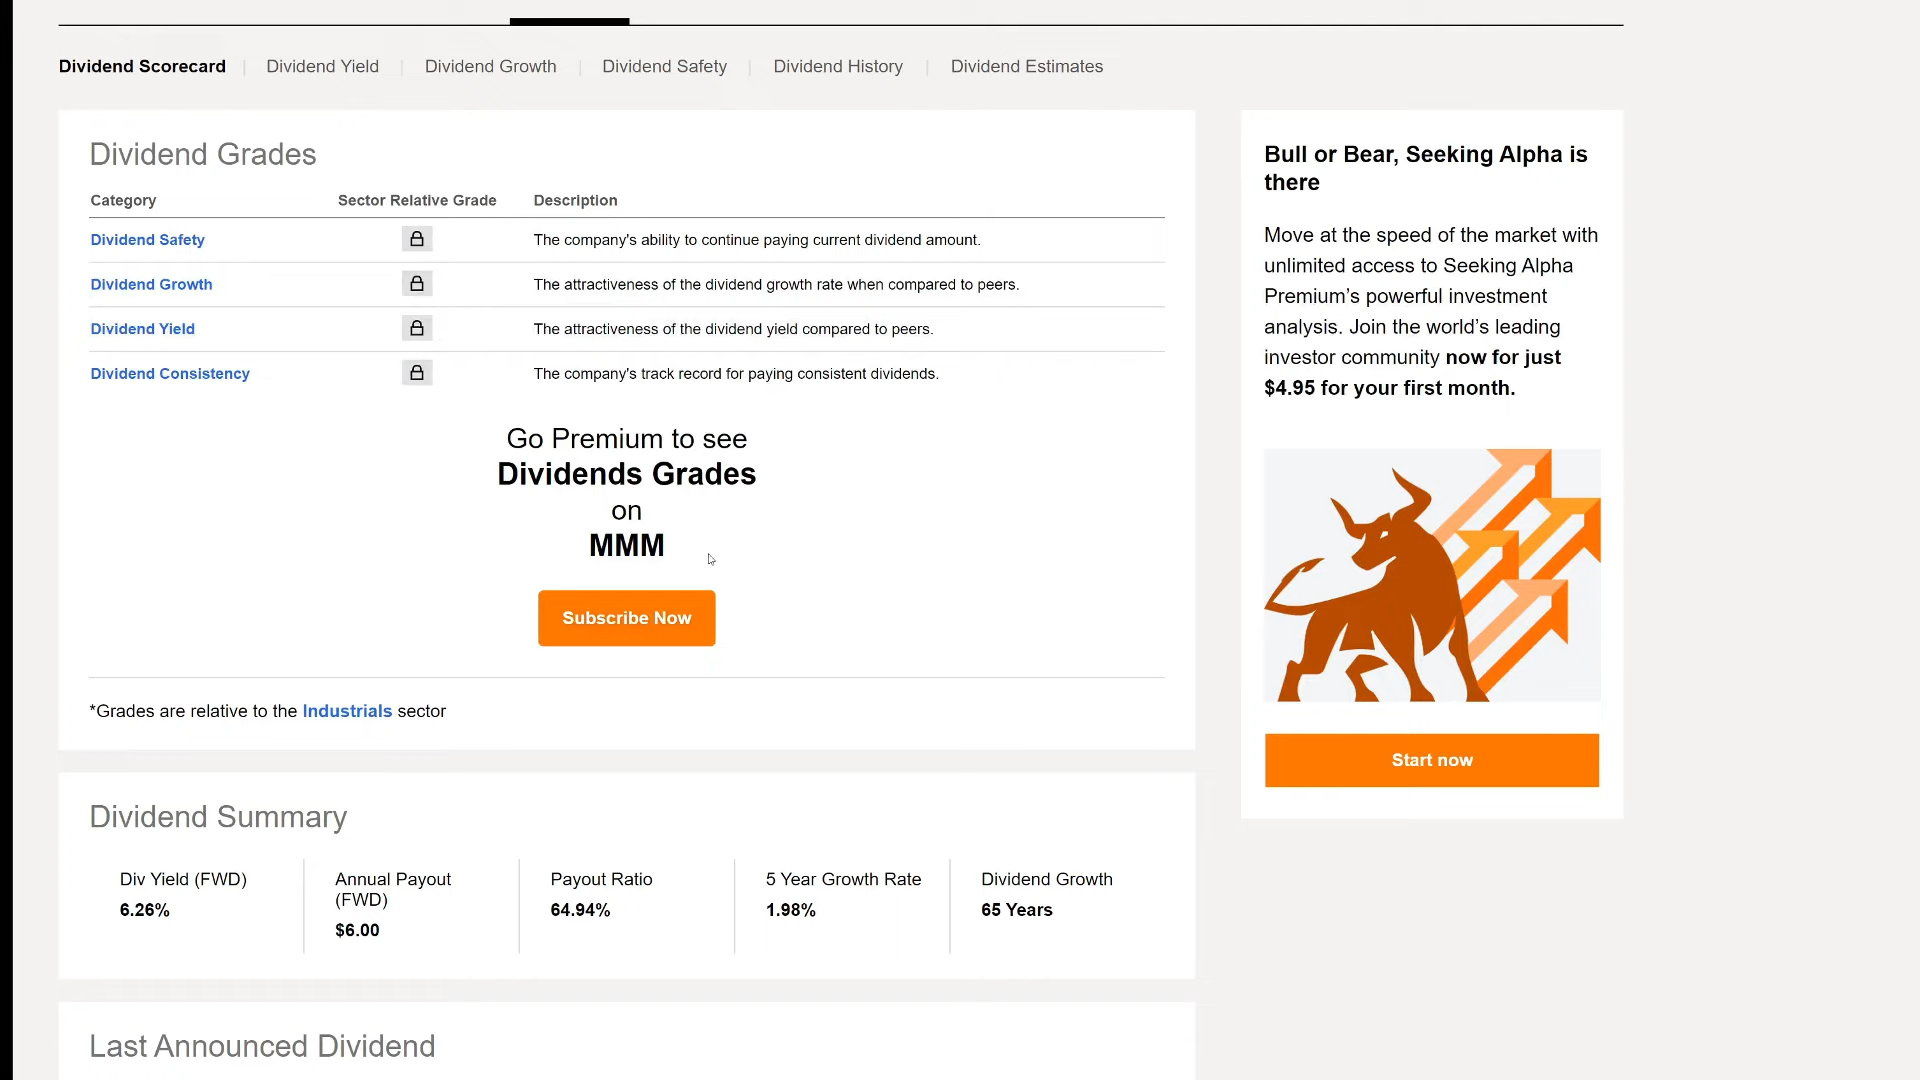 Dividend Scorecard | Dividend Yield | Dividend Growth | Dividend Safety | Dividend History | Dividend Estimates
Dividend Grades
Category Sector Relative Grade Description
Dividend Safety The company's ability to continue paying current dividend amount.
Dividend Growth The attractiveness of the dividend growth rate when compared to peers.
Dividend Yield The attractiveness of the dividend yield compared to peers.
Dividend Consistency The company's track record for paying consistent dividends.
Go Premium to see
Dividends Grades
on
MMM
Subscribe Now
*Grades are relative to the Industrials sector
Bull or Bear, Seeking Alpha is
there
Move at the speed of the market with
unlimited access to Seeking Alpha
Premium’s powerful investment
analysis. Join the world’s leading
investor community now for just
$4.95 for your first month.
Start now
Dividend Summary
Div Yield (FWD)
6.26%
Annual Payout
(FWD)
$6.00
Payout Ratio
64.94%
5 Year Growth Rate
1.98%
Dividend Growth
65 Years
Last Announced Dividend